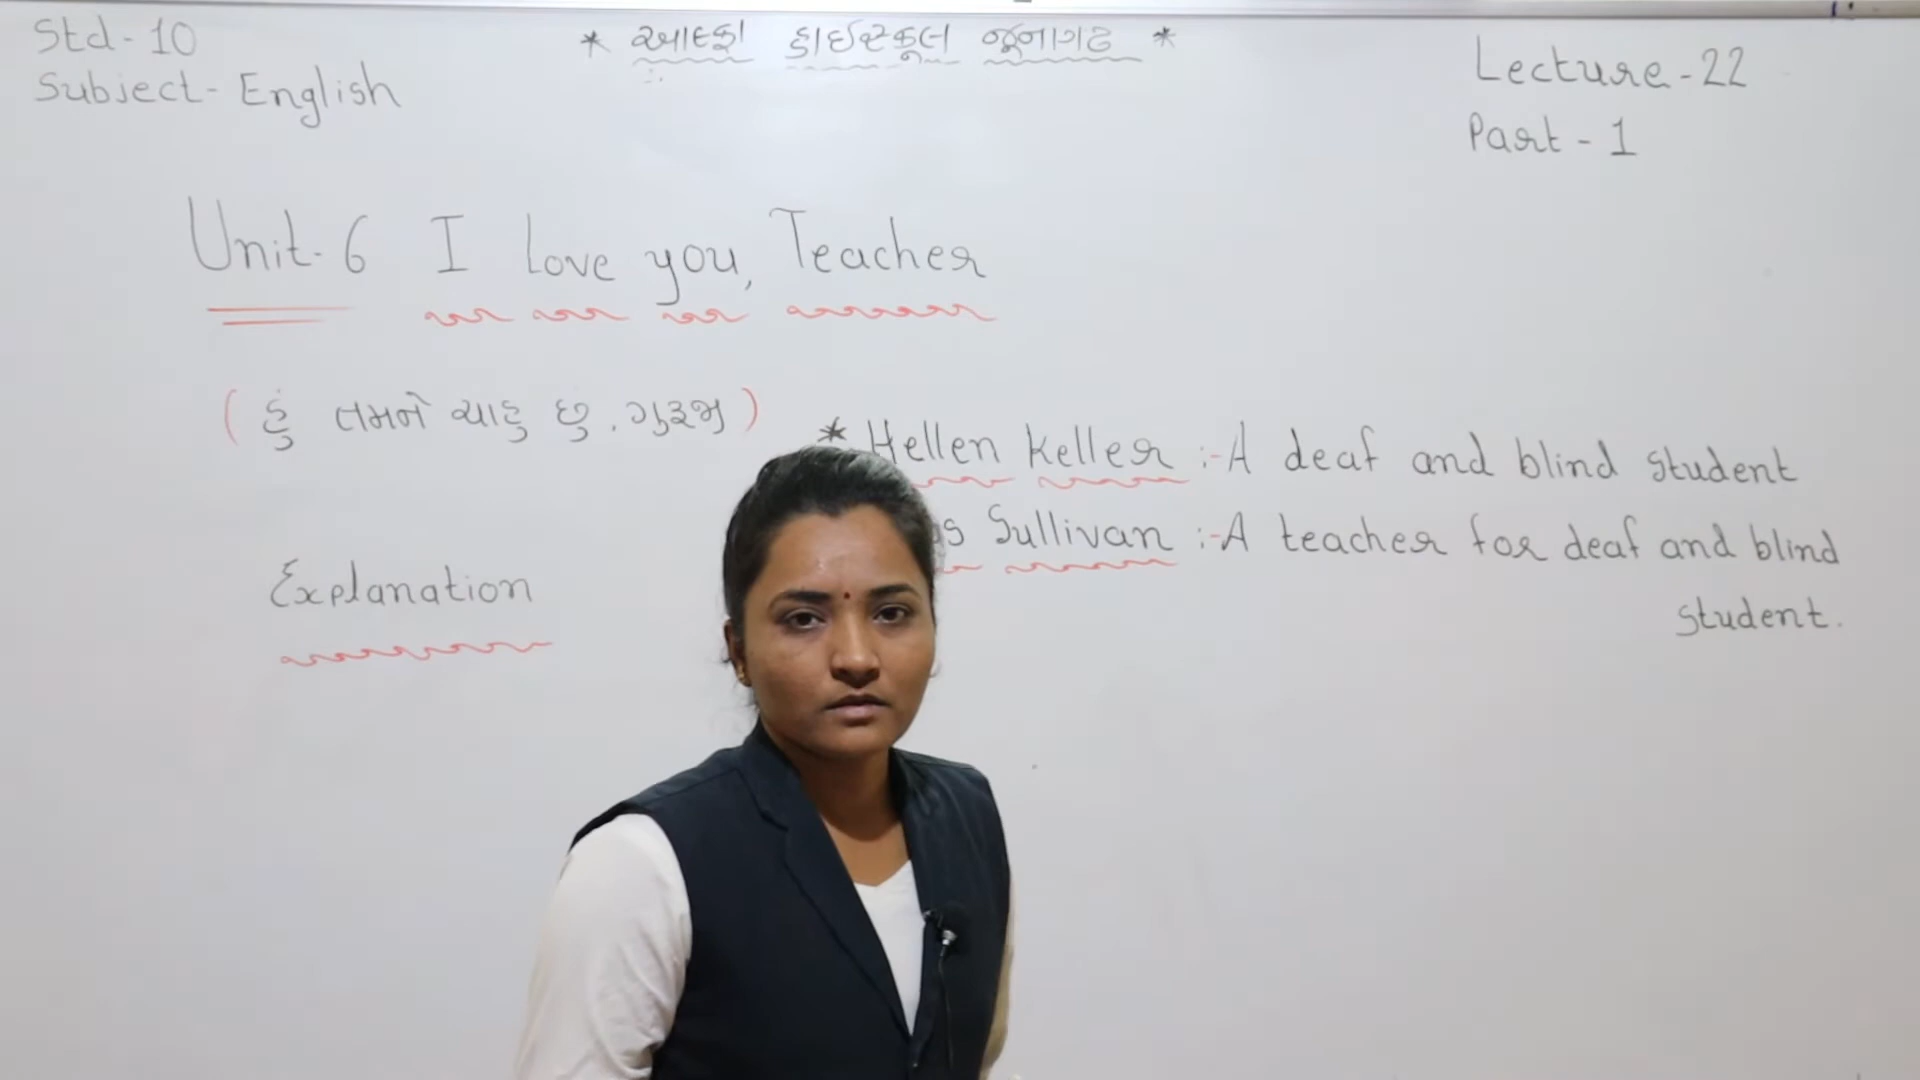 Std - 10
Subject - English
* આલ્ફા હાઈસ્કૂલ જૂનાગઢ *
Lecture - 22
Part - 1
Unit - 6 I love you, Teacher
( હું તમને ચાહુ છુ, ગુરૂજી )
* Hellen Keller :- A deaf and blind student
Sullivan :- A teacher for deaf and blind
student.
Explanation